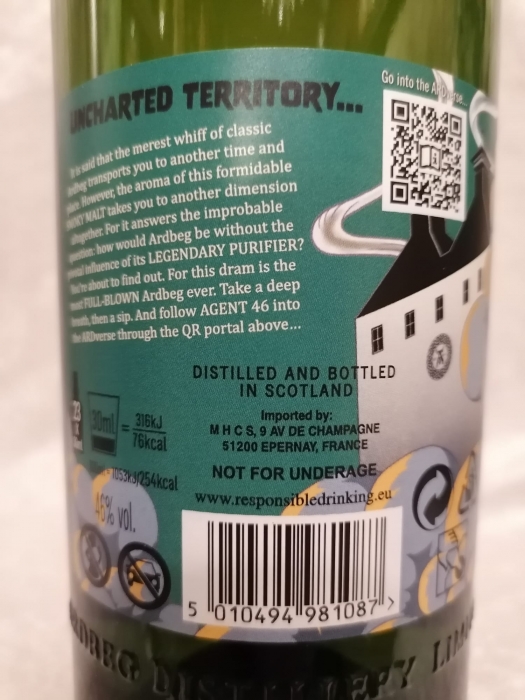 UNCHARTED TERRITORY...
Go into the ARDverse...
It is said that the merest whiff of classic
Ardbeg transports you to another time and
place. However, the aroma of this formidable
SMOKY MALT takes you to another dimension
altogether. For it answers the improbable
question: how would Ardbeg be without the
influence of its LEGENDARY PURIFIER?
You're about to find out. For this dram is the
most FULL-BLOWN Ardbeg ever. Take a deep
breath, then a sip. And follow AGENT 46 into
the ARDverse through the QR portal above...
DISTILLED AND BOTTLED
IN SCOTLAND
Imported by:
M H C S, 9 AV DE CHAMPAGNE
51200 EPERNAY, FRANCE
NOT FOR UNDERAGE
www.responsibledrinking.eu
23
30ml = 316kJ
76kcal
1053kJ/254kcal
46% vol.
5 010494 981087 >
ARDBEG DISTILLERY LIMI